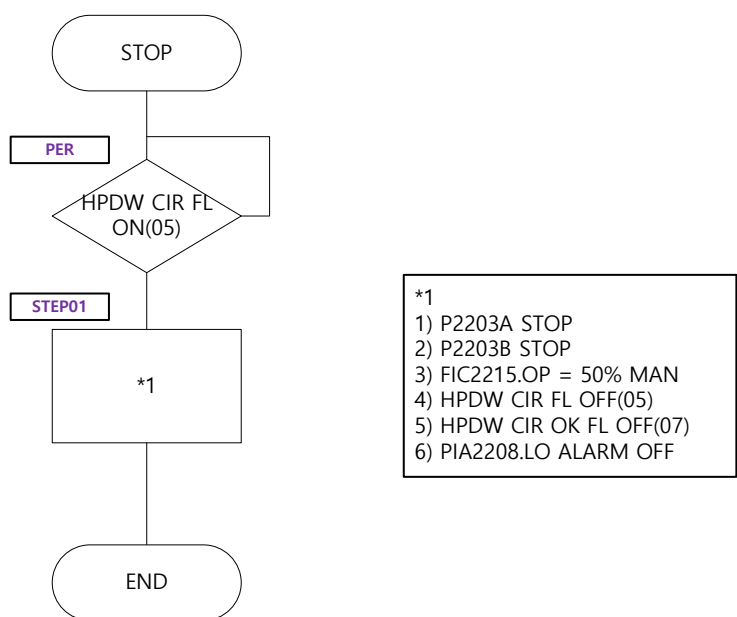 STOP
PER
HPDW CIR FL
ON(05)
STEP01
*1
*1
1) P2203A STOP
2) P2203B STOP
3) FIC2215.OP = 50% MAN
4) HPDW CIR FL OFF(05)
5) HPDW CIR OK FL OFF(07)
6) PIA2208.LO ALARM OFF
END